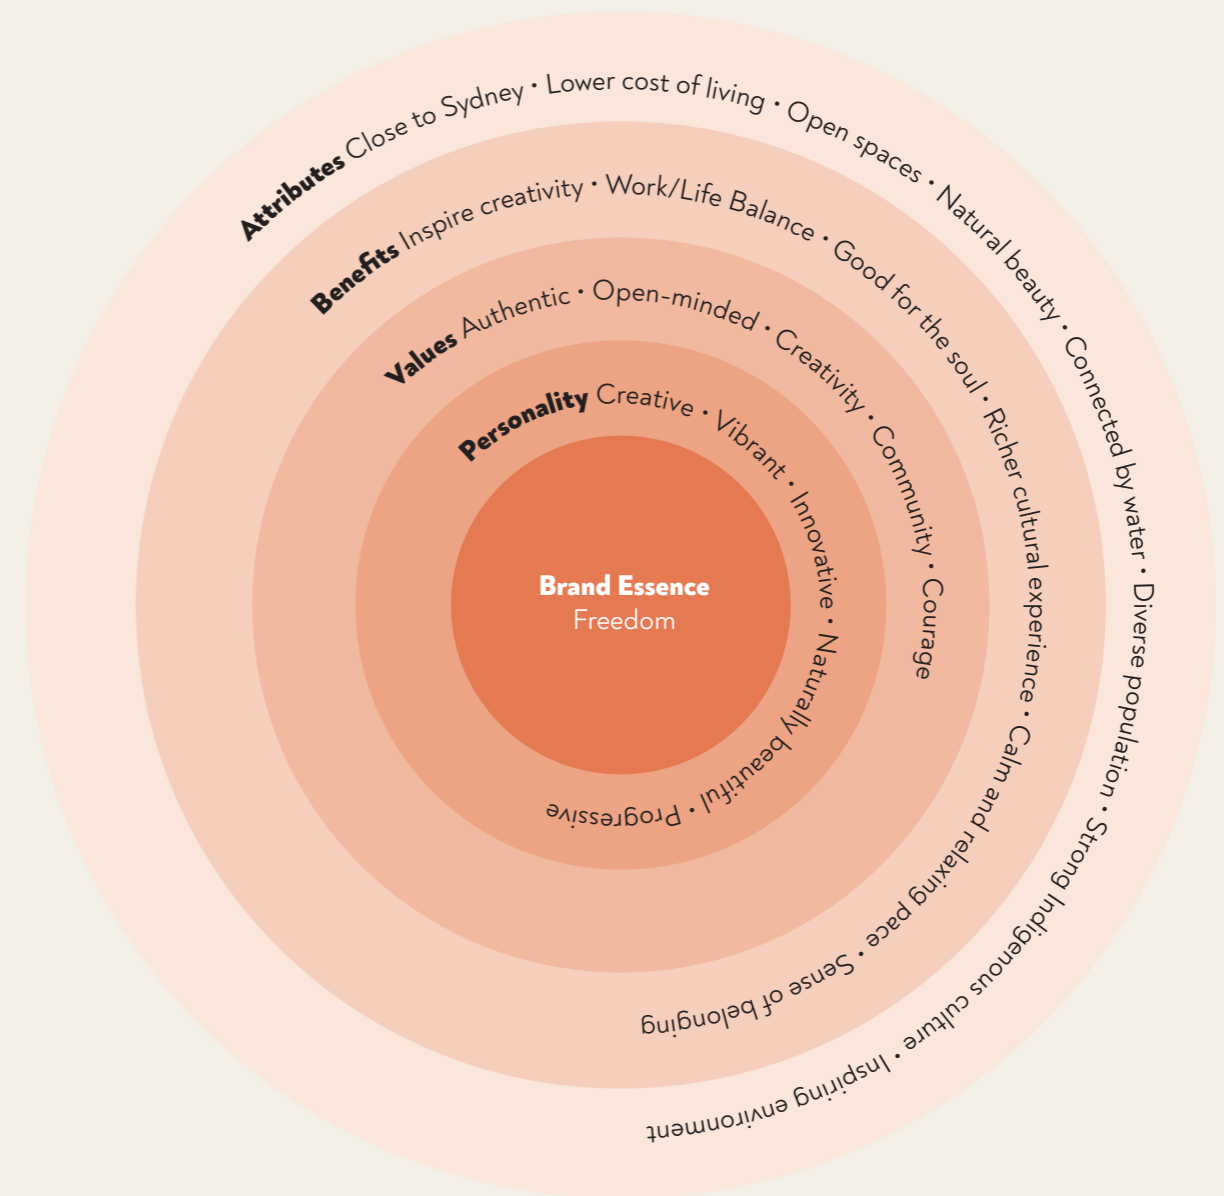 Attributes Close to Sydney • Lower cost of living • Open spaces • Natural beauty • Connected by water • Diverse population • Strong Indigenous culture • Inspiring environment
Benefits Inspire creativity • Work/Life Balance • Good for the soul • Richer cultural experience • Calm and relaxing pace • Sense of belonging
Values Authentic • Open-minded • Creativity • Community • Courage
Personality Creative • Vibrant • Innovative • Naturally beautiful • Progressive
Brand Essence
Freedom